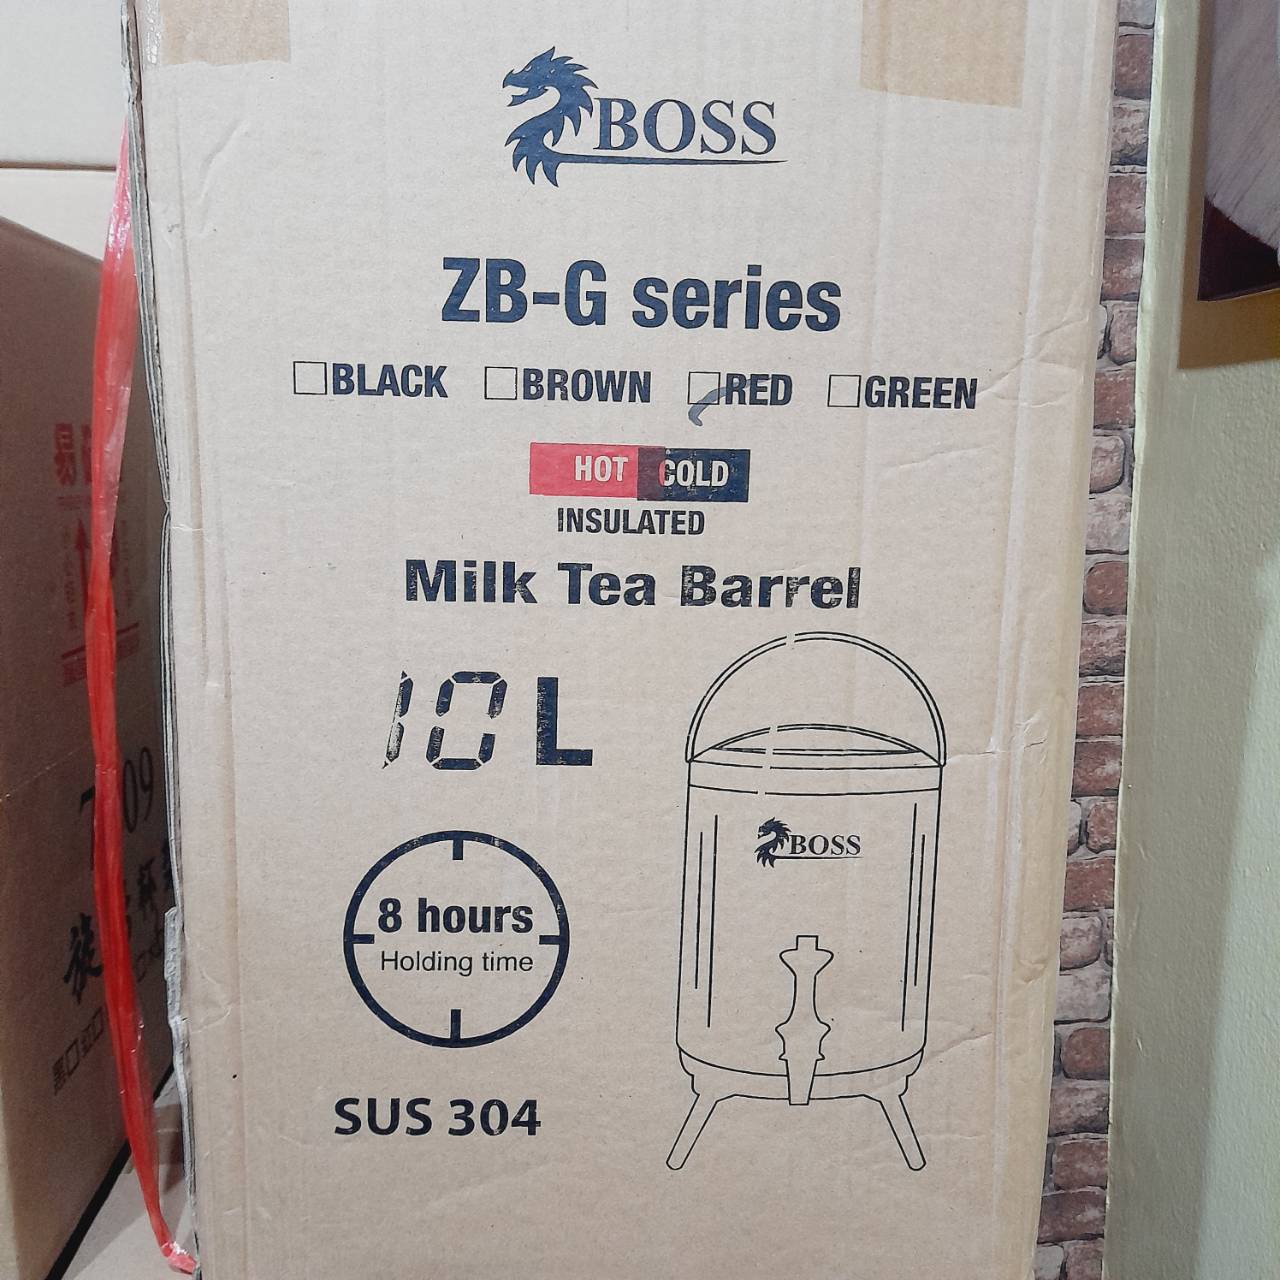 BOSS
ZB-G series
BLACK BROWN RED GREEN
HOT COLD
INSULATED
Milk Tea Barrel
10L
BOSS
8 hours
Holding time
SUS 304
09